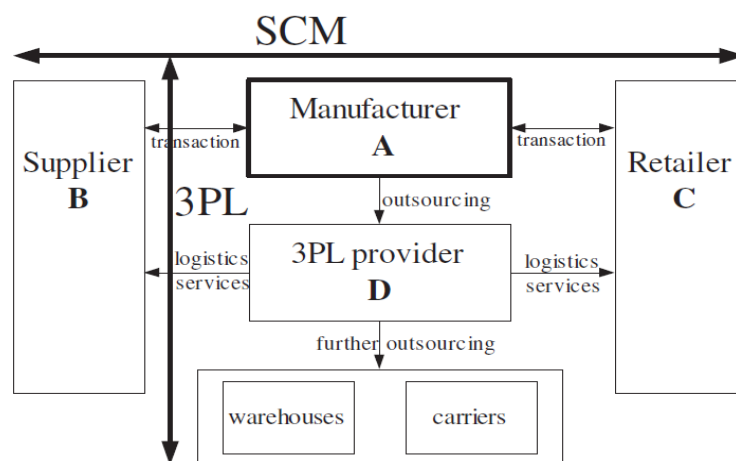 SCM
Manufacturer
A
transaction
transaction
Supplier
B
Retailer
C
3PL
outsourcing
3PL provider
D
logistics
services
logistics
services
further outsourcing
warehouses
carriers